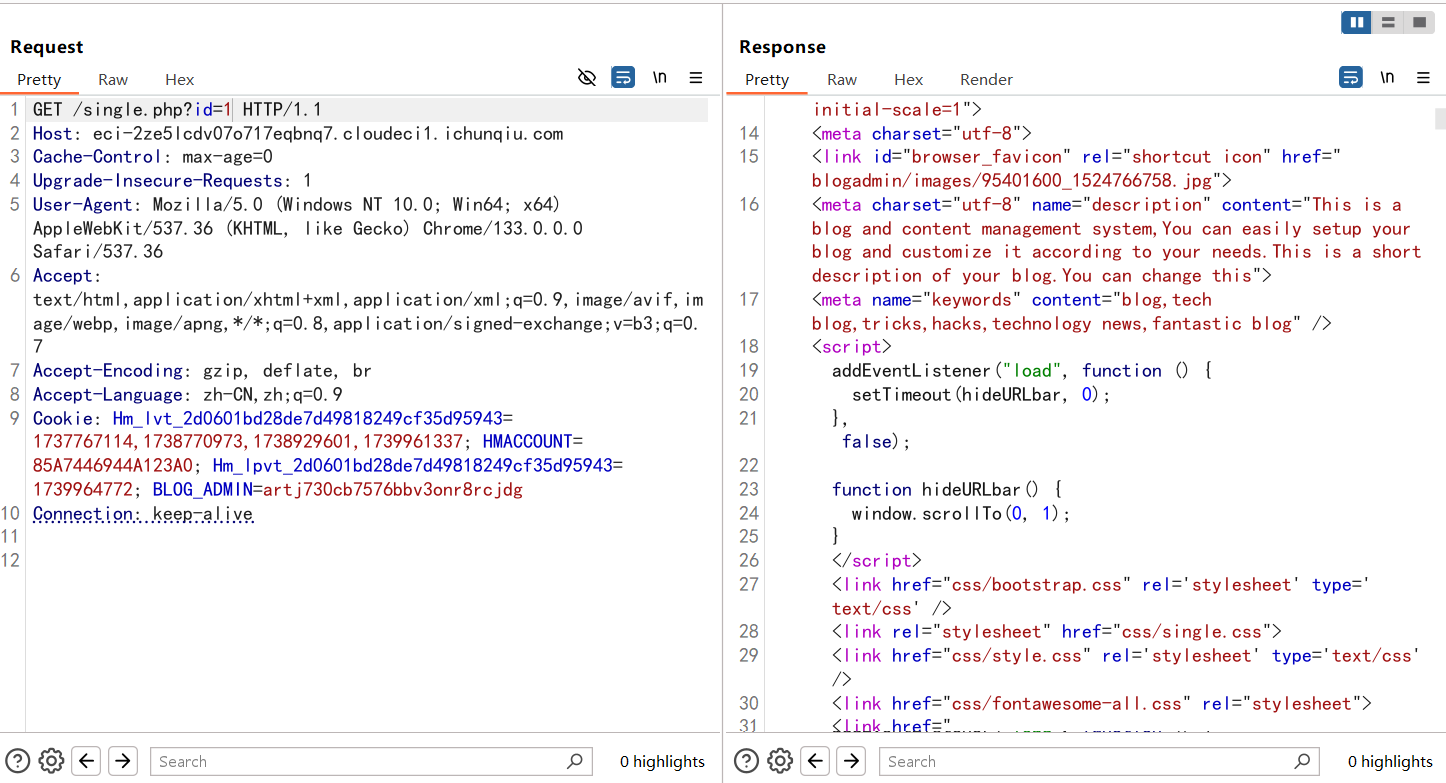 Request
Pretty Raw Hex \n
1 GET /single.php?id=1 HTTP/1.1
2 Host: eci-2ze5lcdv07o717eqbnq7.cloudeci1.ichunqiu.com
3 Cache-Control: max-age=0
4 Upgrade-Insecure-Requests: 1
5 User-Agent: Mozilla/5.0 (Windows NT 10.0; Win64; x64)
AppleWebKit/537.36 (KHTML, like Gecko) Chrome/133.0.0.0
Safari/537.36
6 Accept:
text/html,application/xhtml+xml,application/xml;q=0.9,image/avif,im
age/webp,image/apng,*/*;q=0.8,application/signed-exchange;v=b3;q=0.
7
7 Accept-Encoding: gzip, deflate, br
8 Accept-Language: zh-CN,zh;q=0.9
9 Cookie: Hm_lvt_2d0601bd28de7d49818249cf35d95943=
1737767114,1738770973,1738929601,1739961337; HMACCOUNT=
85A7446944A123A0; Hm_lpvt_2d0601bd28de7d49818249cf35d95943=
1739964772; BLOG_ADMIN=artj730cb7576bbv3onr8rcjdg
10 Connection: keep-alive
11
12
Search 0 highlights
Response
Pretty Raw Hex Render \n
initial-scale=1">
14 <meta charset="utf-8">
15 <link id="browser_favicon" rel="shortcut icon" href="
blogadmin/images/95401600_1524766758.jpg">
16 <meta charset="utf-8" name="description" content="This is a
blog and content management system,You can easily setup your
blog and customize it according to your needs.This is a short
description of your blog.You can change this">
17 <meta name="keywords" content="blog,tech
blog,tricks,hacks,technology news,fantastic blog" />
18 <script>
19 addEventListener("load", function () {
20 setTimeout(hideURLbar, 0);
21 },
false);
22
23 function hideURLbar() {
24 window.scrollTo(0, 1);
25 }
26 </script>
27 <link href="css/bootstrap.css" rel='stylesheet' type='
text/css' />
28 <link rel="stylesheet" href="css/single.css">
29 <link href="css/style.css" rel='stylesheet' type='text/css'
/>
30 <link href="css/fontawesome-all.css" rel="stylesheet">
31 <link href="
Search 0 highlights